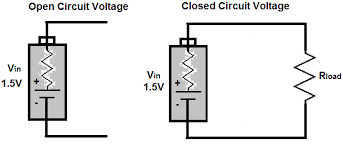 Open Circuit Voltage
Closed Circuit Voltage
Vin
1.5V
+
-
Vin
1.5V
+
-
Rload